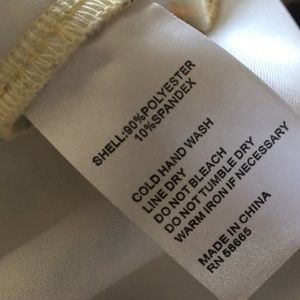 SHELL:90%POLYESTER
10%SPANDEX
COLD HAND WASH
LINE DRY
DO NOT BLEACH
DO NOT TUMBLE DRY
WARM IRON IF NECESSARY
MADE IN CHINA
RN 58665